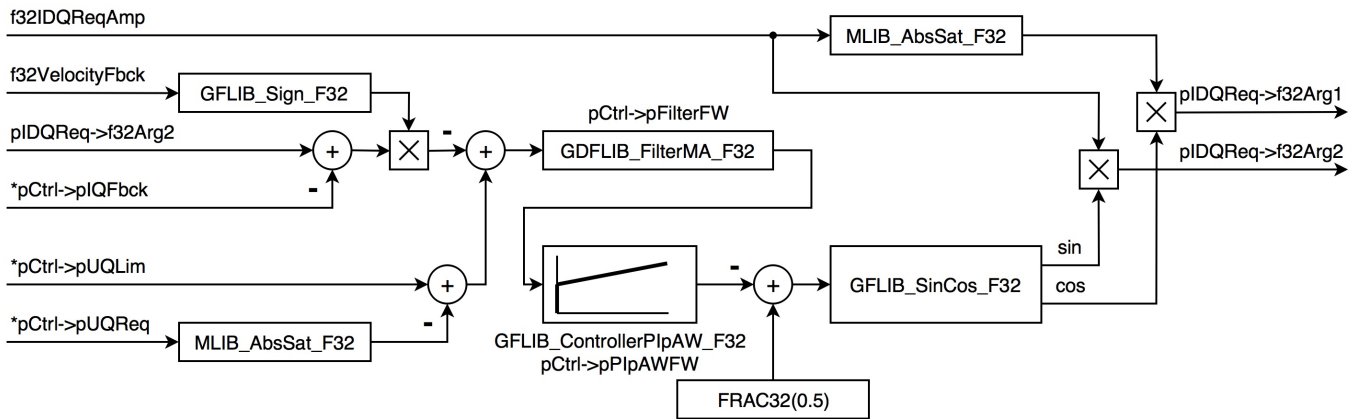 f32IDQReqAmp
MLIB_AbsSat_F32
f32VelocityFbck
GFLIB_Sign_F32
pIDQReq->f32Arg1
pCtrl->pFilterFW
pIDQReq->f32Arg2
+
×
-
+
GDFLIB_FilterMA_F32
×
×
pIDQReq->f32Arg2
*pCtrl->pIQFbck
-
*pCtrl->pUQLim
+
-
+
GFLIB_SinCos_F32
sin
cos
*pCtrl->pUQReq
-
MLIB_AbsSat_F32
GFLIB_ControllerPIpAW_F32
pCtrl->pPIpAWFW
FRAC32(0.5)